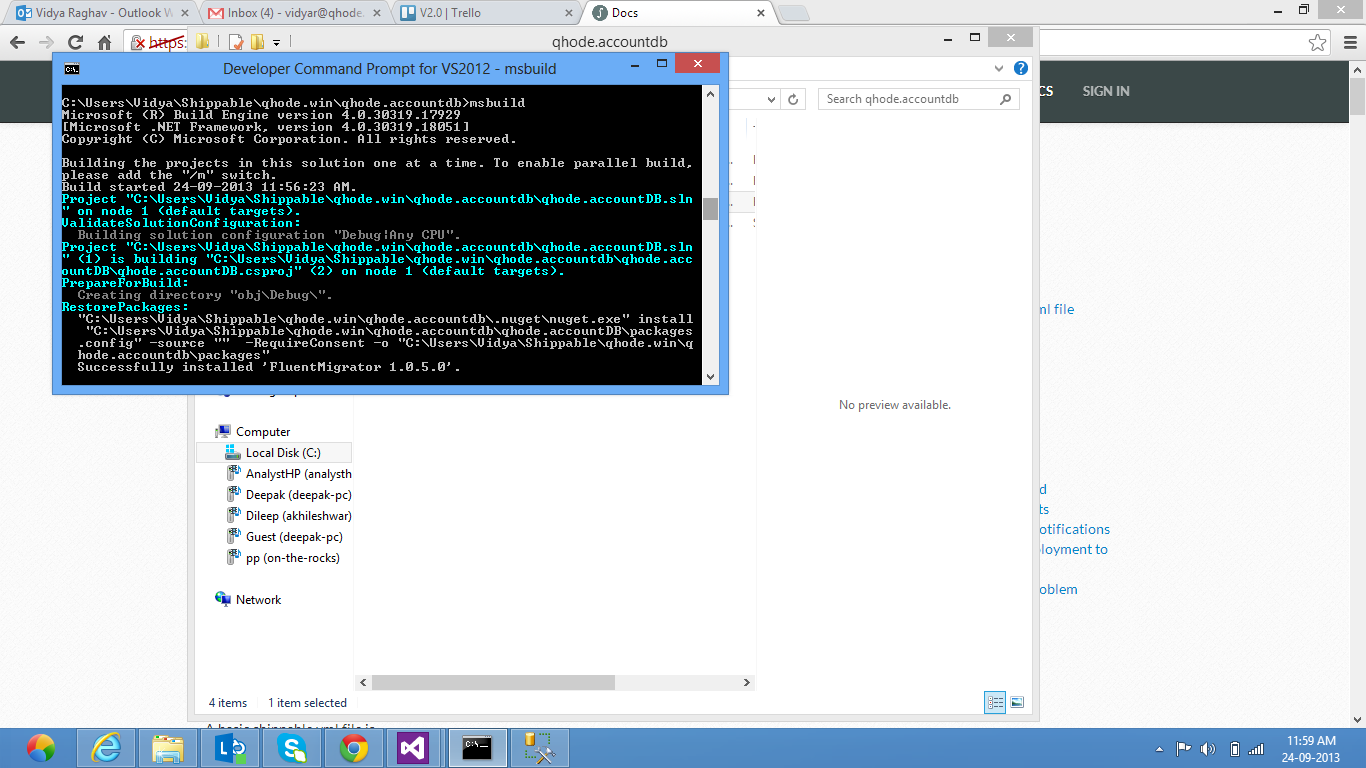 Vidya Raghav - Outlook W
Inbox (4) - vidyar@qhode.
V2.0 | Trello
Docs
https:
qhode.accountdb
Developer Command Prompt for VS2012 - msbuild
Search qhode.accountdb
CS
SIGN IN
C:\Users\Vidya\Shippable\qhode.win\qhode.accountdb>msbuild
Microsoft (R) Build Engine version 4.0.30319.17929
[Microsoft .NET Framework, version 4.0.30319.18051]
Copyright (C) Microsoft Corporation. All rights reserved.
Building the projects in this solution one at a time. To enable parallel build,
please add the "/m" switch.
Build started 24-09-2013 11:56:23 AM.
Project "C:\Users\Vidya\Shippable\qhode.win\qhode.accountdb\qhode.accountDB.sln
" on node 1 (default targets).
ValidateSolutionConfiguration:
Building solution configuration "Debug|Any CPU".
Project "C:\Users\Vidya\Shippable\qhode.win\qhode.accountdb\qhode.accountDB.sln
" (1) is building "C:\Users\Vidya\Shippable\qhode.win\qhode.accountdb\qhode.acc
ountDB\qhode.accountDB.csproj" (2) on node 1 (default targets).
PrepareForBuild:
Creating directory "obj\Debug\".
RestorePackages:
"C:\Users\Vidya\Shippable\qhode.win\qhode.accountdb\.nuget\nuget.exe" install
"C:\Users\Vidya\Shippable\qhode.win\qhode.accountdb\qhode.accountDB\packages
.config" -source "" -RequireConsent -o "C:\Users\Vidya\Shippable\qhode.win\q
hode.accountdb\packages"
Successfully installed 'FluentMigrator 1.0.5.0'.
ml file
No preview available.
Computer
Local Disk (C:)
AnalystHP (analysth
Deepak (deepak-pc)
Dileep (akhileshwar)
Guest (deepak-pc)
pp (on-the-rocks)
Network
d
ts
otifications
loyment to
oblem
4 items
1 item selected
11:59 AM
24-09-2013